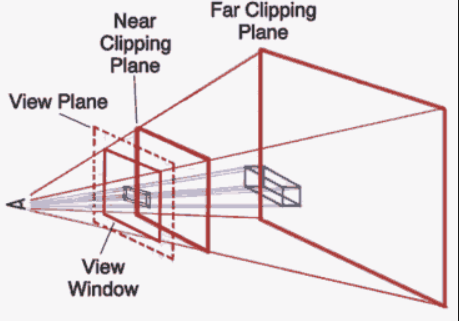 Near
Clipping
Plane
Far Clipping
Plane
View Plane
View
Window